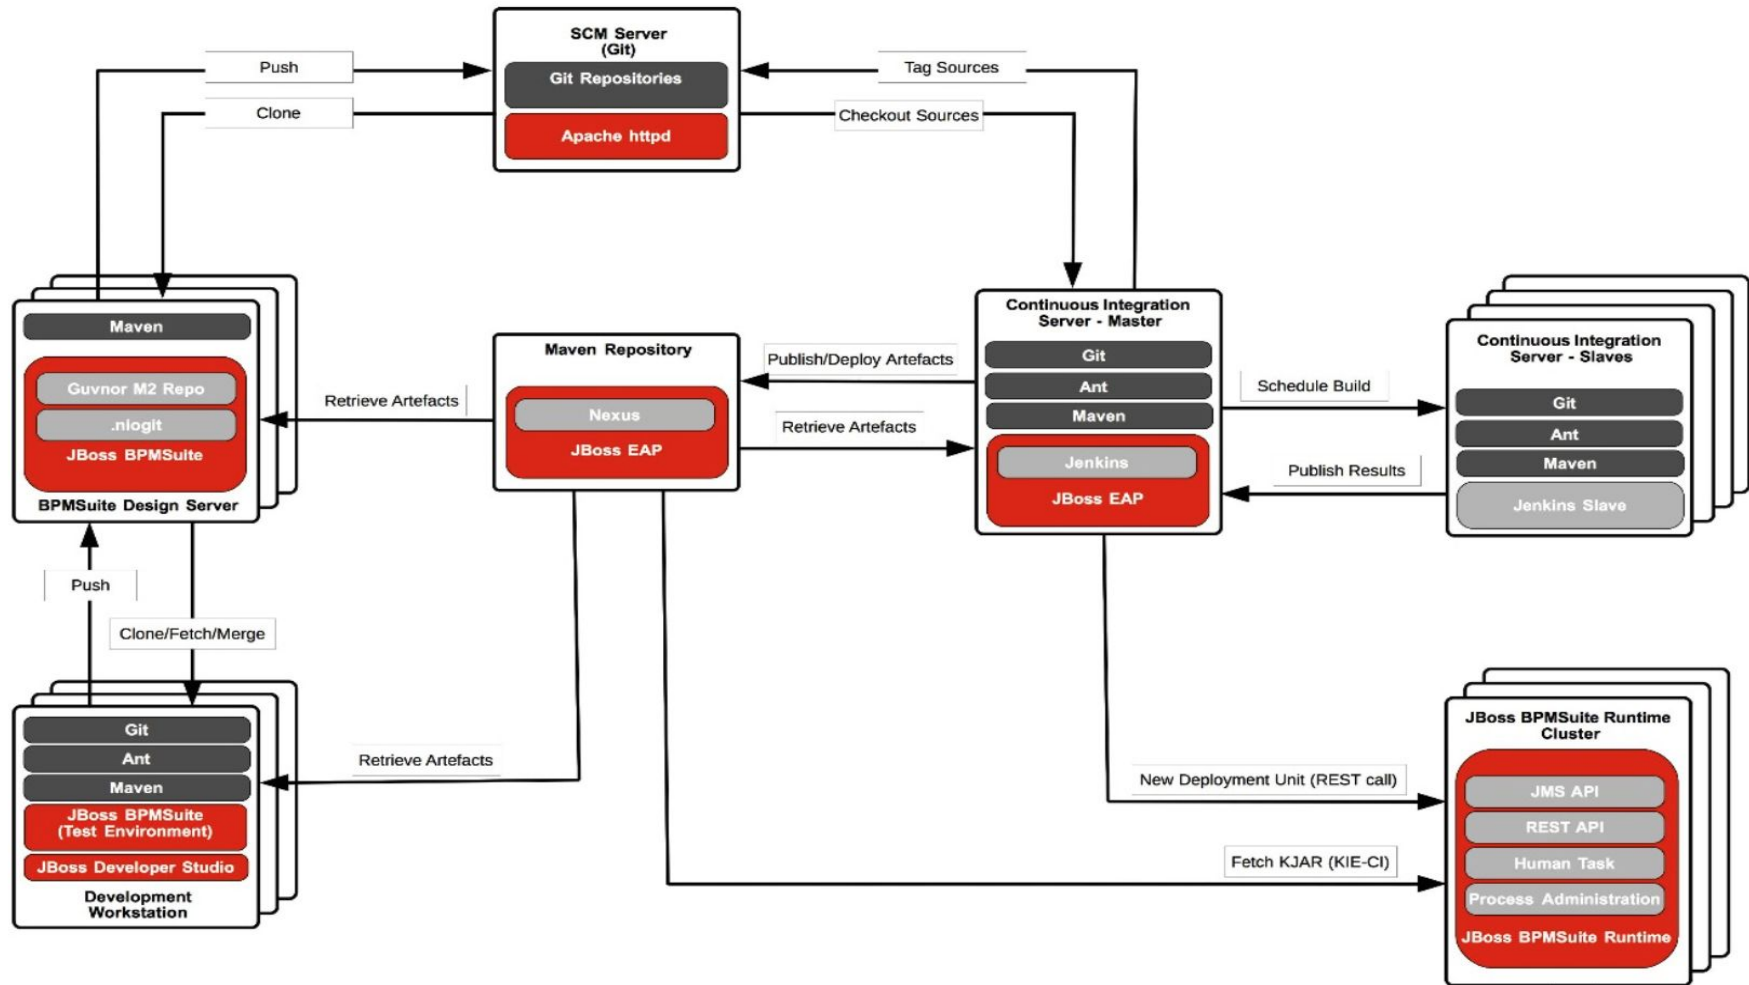 SCM Server
(Git)
Git Repositories
Apache httpd
Push
Clone
Tag Sources
Checkout Sources
Maven
Guvnor M2 Repo
.niogit
JBoss BPMSuite
BPMSuite Design Server
Retrieve Artefacts
Maven Repository
Nexus
JBoss EAP
Publish/Deploy Artefacts
Retrieve Artefacts
Continuous Integration
Server - Master
Git
Ant
Maven
Jenkins
JBoss EAP
Schedule Build
Publish Results
Continuous Integration
Server - Slaves
Git
Ant
Maven
Jenkins Slave
Push
Clone/Fetch/Merge
Git
Ant
Maven
JBoss BPMSuite
(Test Environment)
JBoss Developer Studio
Development
Workstation
Retrieve Artefacts
New Deployment Unit (REST call)
Fetch KJAR (KIE-CI)
JBoss BPMSuite Runtime
Cluster
JMS API
REST API
Human Task
Process Administration
JBoss BPMSuite Runtime